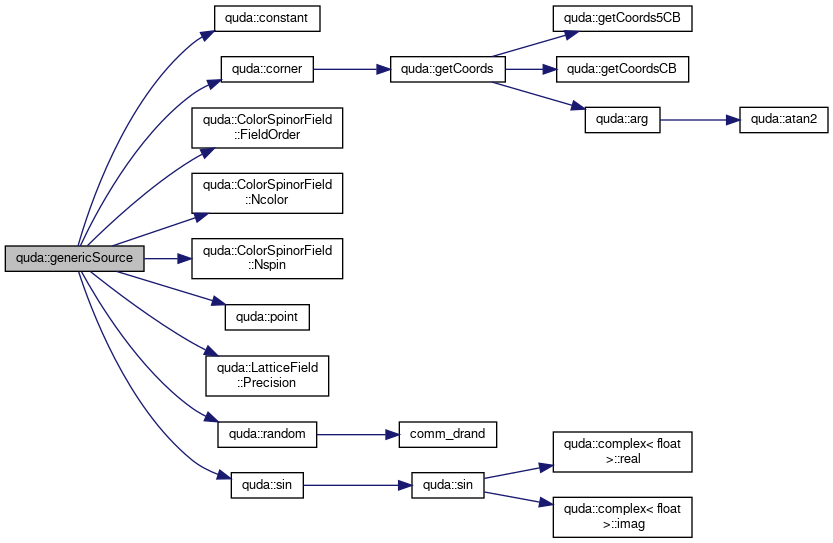 quda::genericSource
quda::constant
quda::corner
quda::getCoords
quda::getCoords5CB
quda::getCoordsCB
quda::arg
quda::atan2
quda::ColorSpinorField
::FieldOrder
quda::ColorSpinorField
::Ncolor
quda::ColorSpinorField
::Nspin
quda::point
quda::LatticeField
::Precision
quda::random
comm_drand
quda::sin
quda::sin
quda::complex< float
>::real
quda::complex< float
>::imag